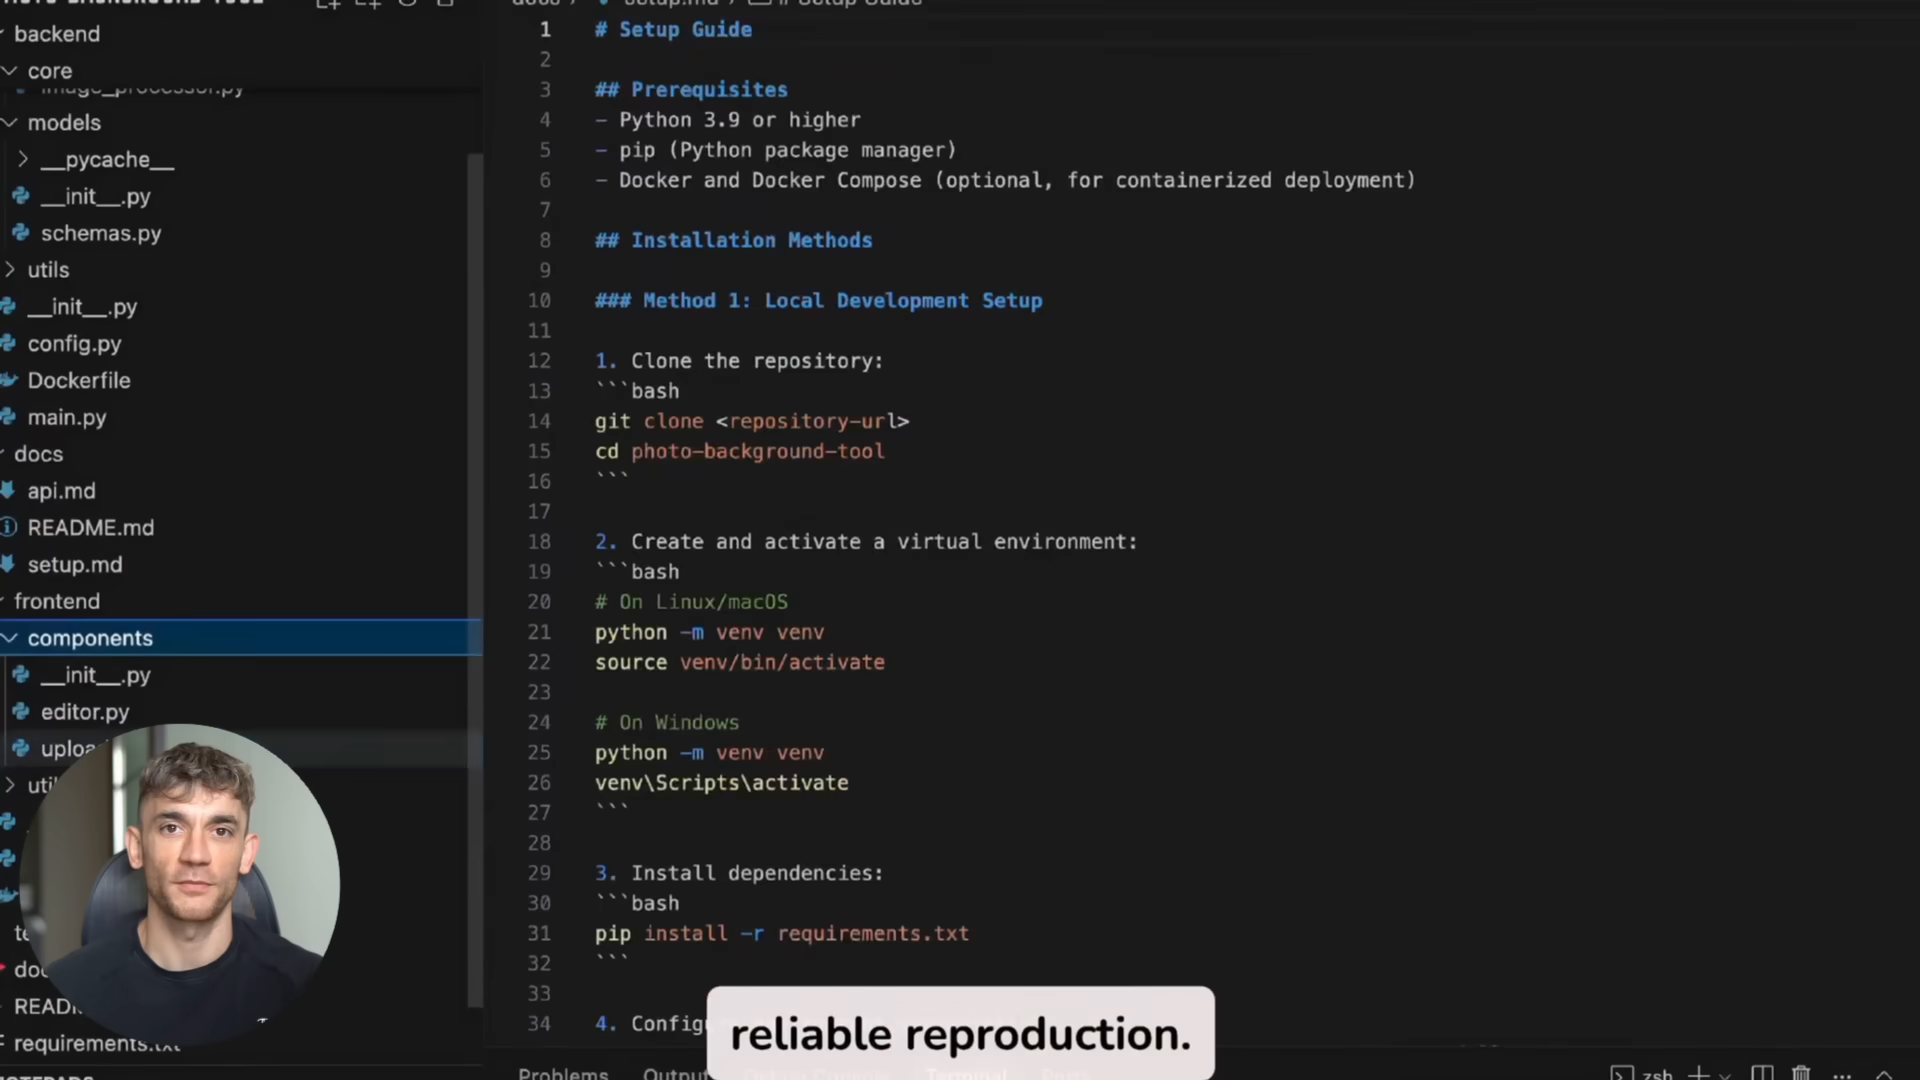 backend
core
image_processor.py
models
__pycache__
__init__.py
schemas.py
utils
__init__.py
config.py
Dockerfile
main.py
docs
api.md
README.md
setup.md
frontend
components
__init__.py
editor.py
requirements.txt
1 # Setup Guide
2
3 ## Prerequisites
4 - Python 3.9 or higher
5 - pip (Python package manager)
6 - Docker and Docker Compose (optional, for containerized deployment)
7
8 ## Installation Methods
9
10 ### Method 1: Local Development Setup
11
12 1. Clone the repository:
13 ```bash
14 git clone <repository-url>
15 cd photo-background-tool
16 ```
17
18 2. Create and activate a virtual environment:
19 ```bash
20 # On Linux/macOS
21 python -m venv venv
22 source venv/bin/activate
23
24 # On Windows
25 python -m venv venv
26 venv\Scripts\activate
27 ```
28
29 3. Install dependencies:
30 ```bash
31 pip install -r requirements.txt
32 ```
33
34 4. Config
reliable reproduction.
Problems Output Terminal
zsh